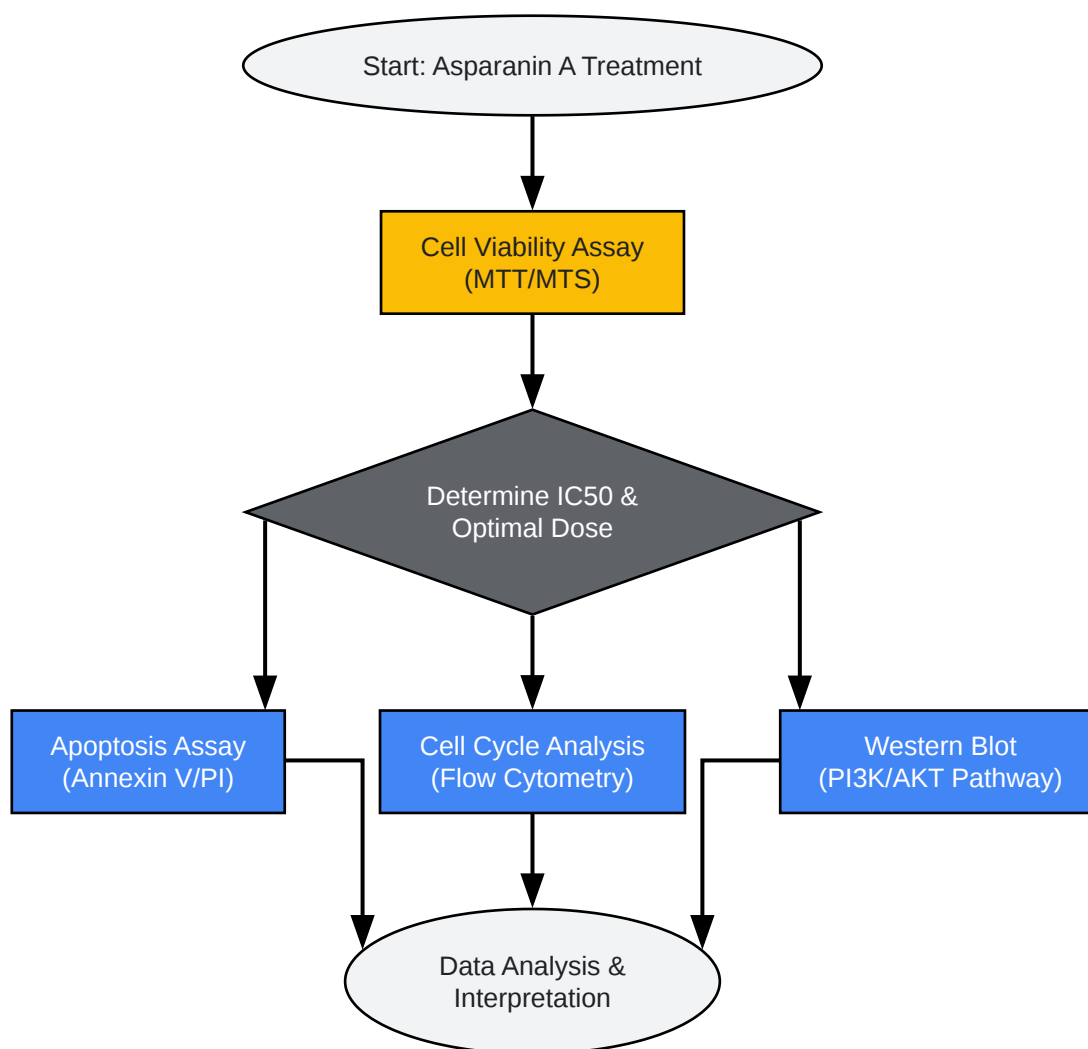 Start: Asparanin A Treatment
Cell Viability Assay
(MTT/MTS)
Determine IC50 &
Optimal Dose
Apoptosis Assay
(Annexin V/PI)
Cell Cycle Analysis
(Flow Cytometry)
Western Blot
(PI3K/AKT Pathway)
Data Analysis &
Interpretation